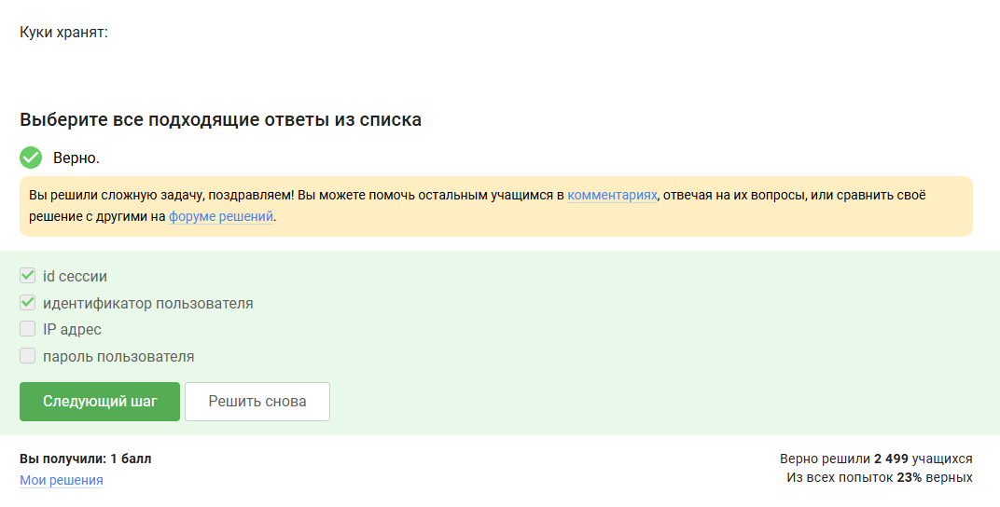 Куки хранят:
Выберите все подходящие ответы из списка
Верно.
Вы решили сложную задачу, поздравляем! Вы можете помочь остальным учащимся в комментариях, отвечая на их вопросы, или сравнить своё
решение с другими на форуме решений.
id сессии
идентификатор пользователя
IP адрес
пароль пользователя
Следующий шаг Решить снова
Вы получили: 1 балл
Мои решения
Верно решили 2 499 учащихся
Из всех попыток 23% верных